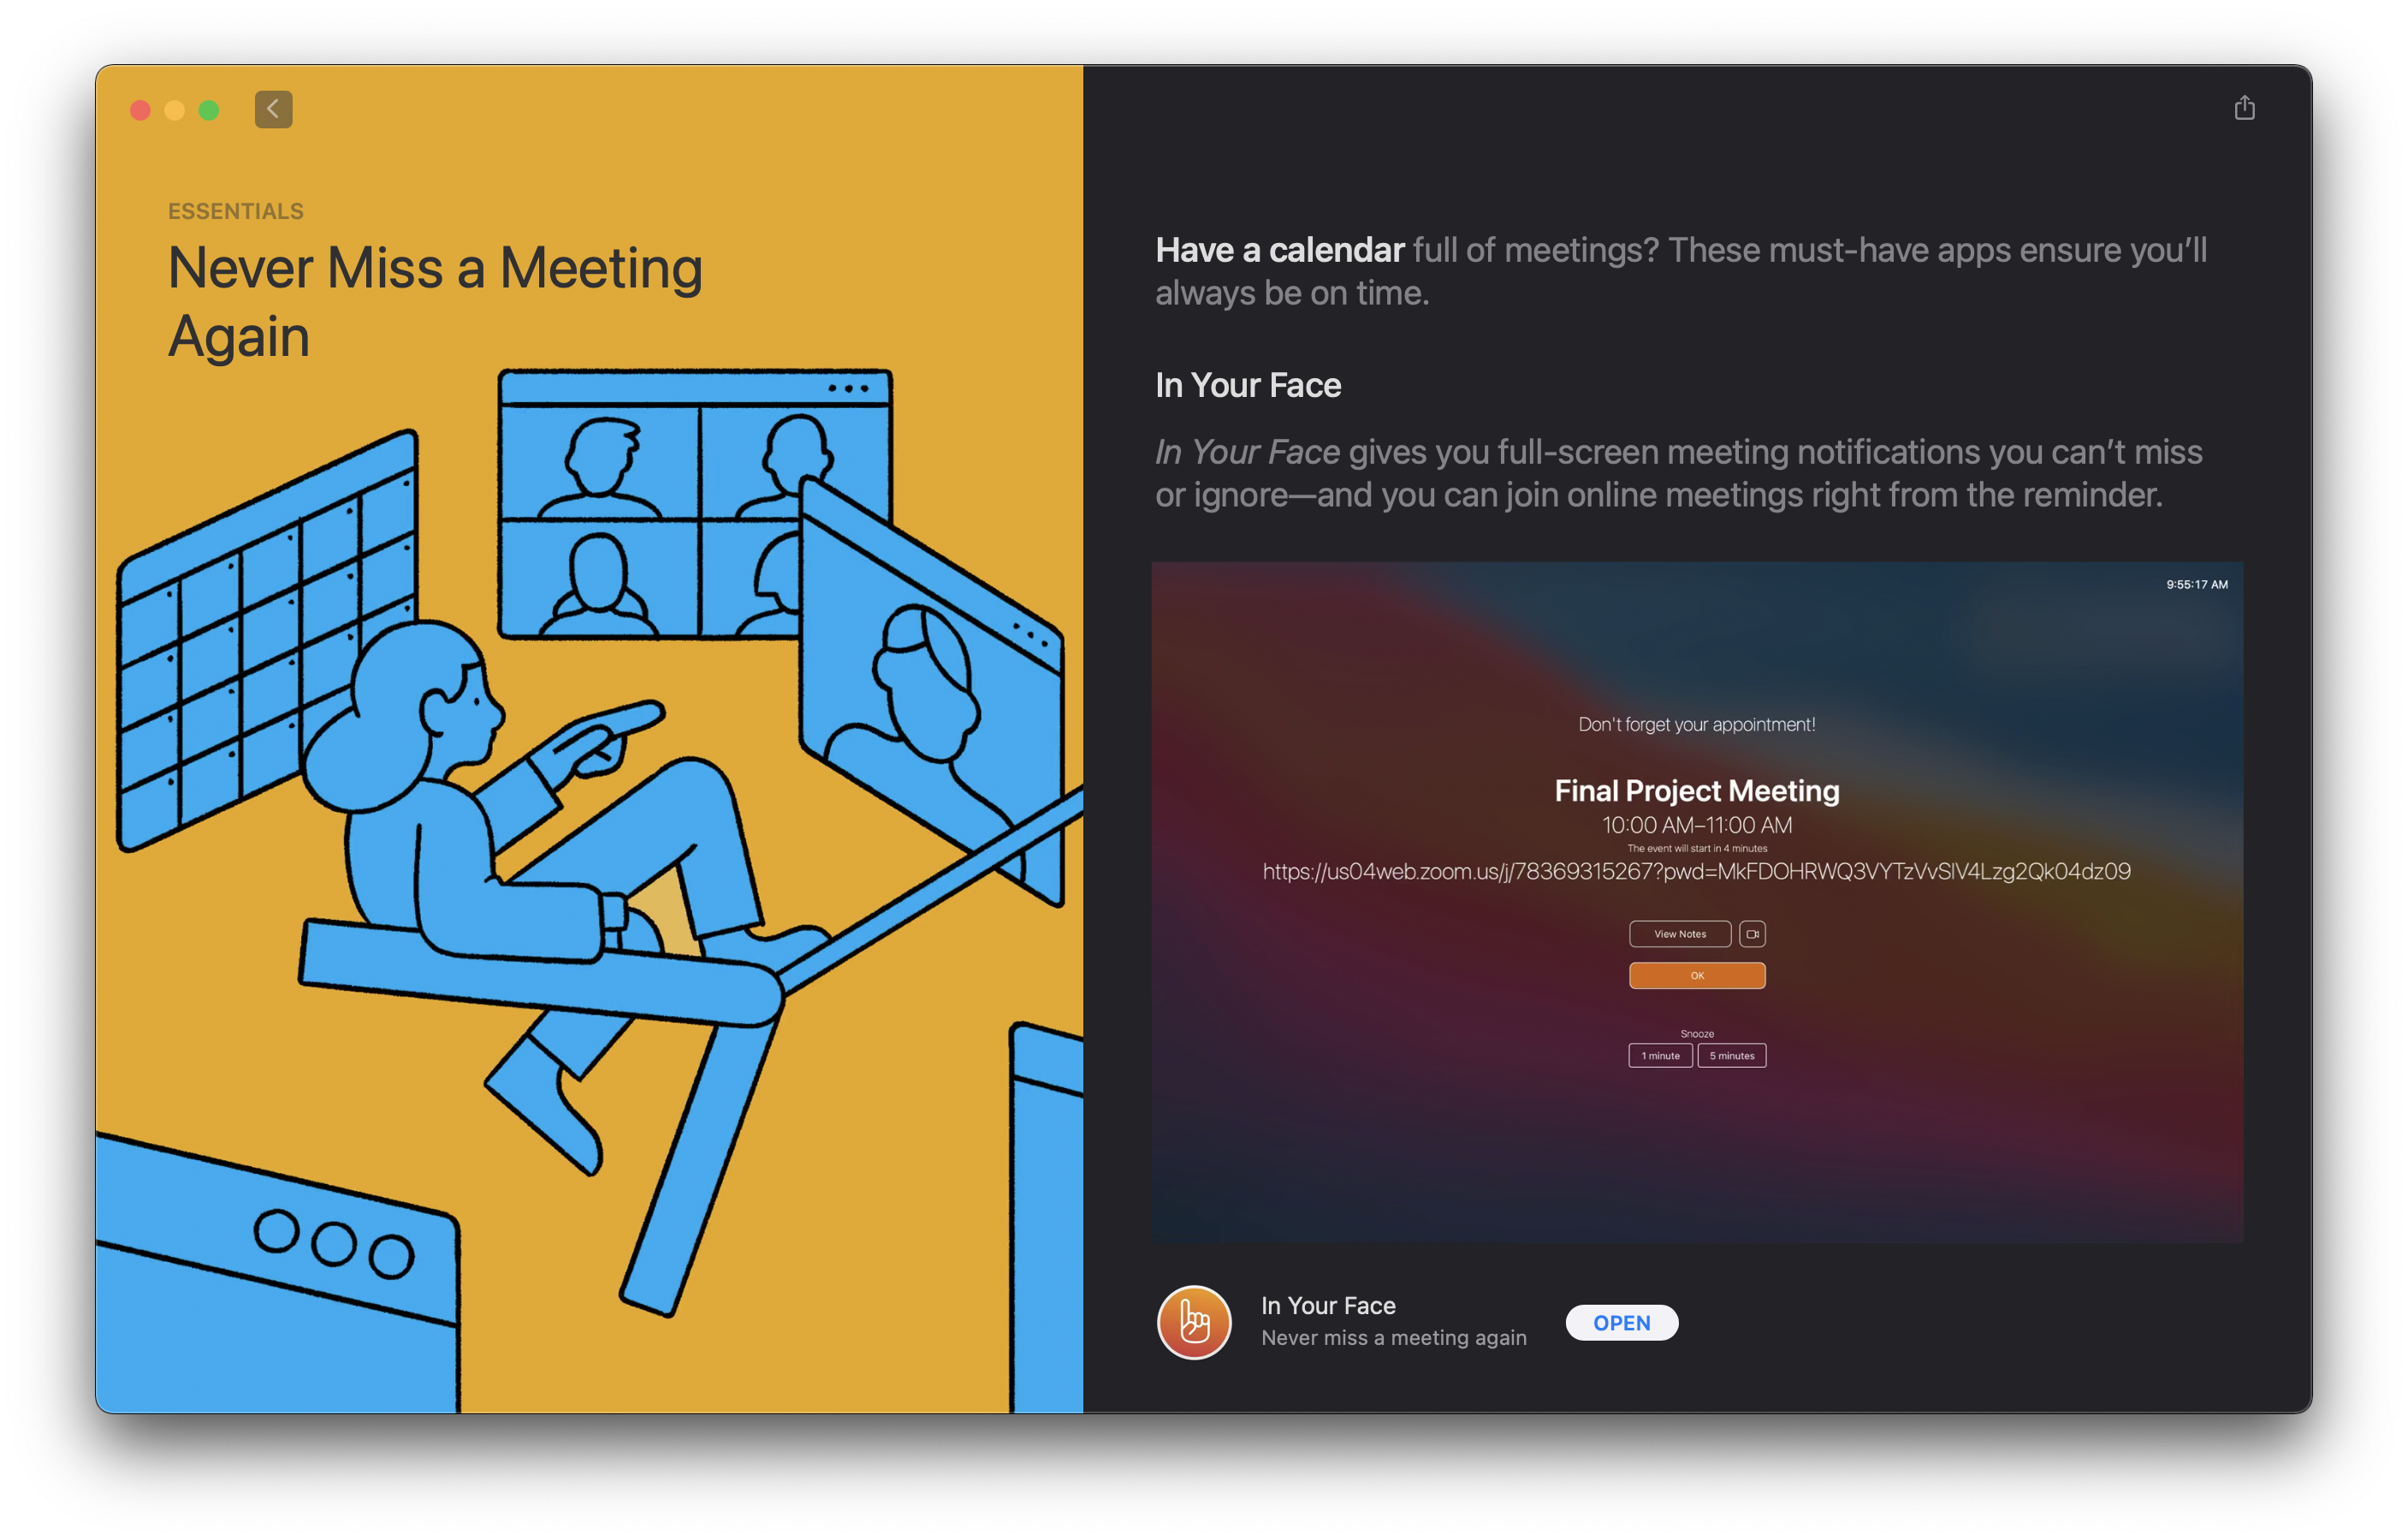 ESSENTIALS
Never Miss a Meeting
Again
Have a calendar full of meetings? These must-have apps ensure you’ll
always be on time.
In Your Face
In Your Face gives you full-screen meeting notifications you can’t miss
or ignore—and you can join online meetings right from the reminder.
9:55:17 AM
Don't forget your appointment!
Final Project Meeting
10:00 AM–11:00 AM
The event will start in 4 minutes
https://us04web.zoom.us/j/78369315267?pwd=MkFDOHRWQ3VYTzVvSlV4Lzg2Qk04dz09
View Notes
OK
Snooze
1 minute 5 minutes
In Your Face
Never miss a meeting again
OPEN